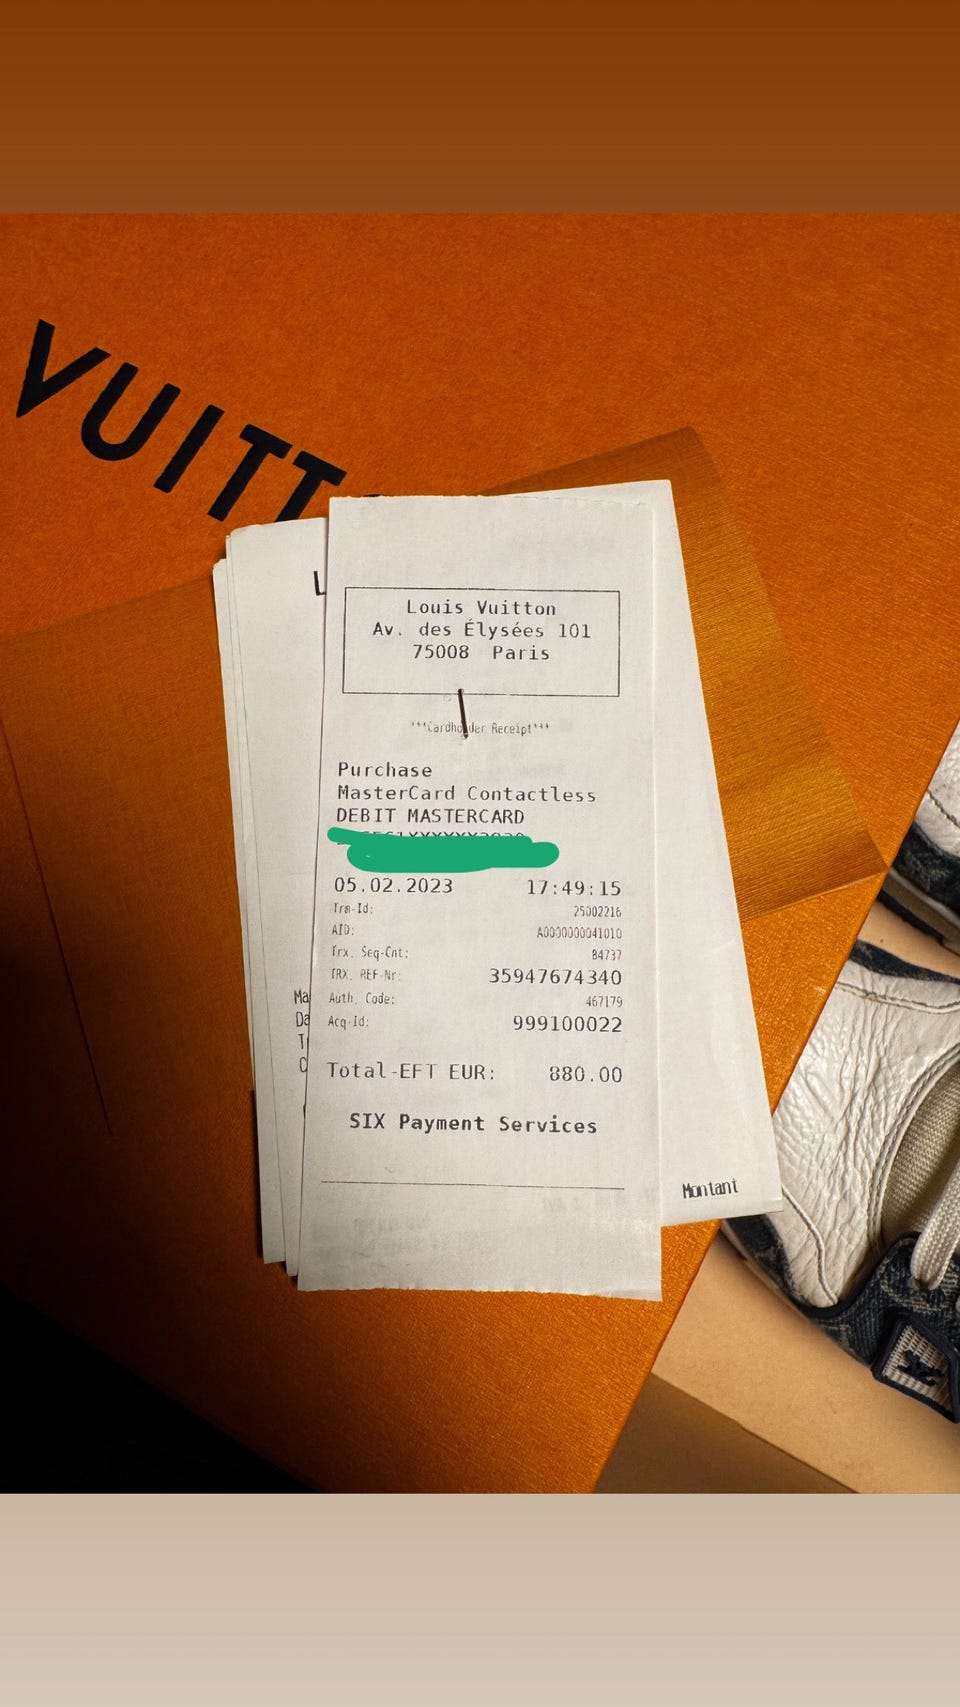 VUITT
L
Louis Vuitton
Av. des Élysées 101
75008 Paris
***Cardholder Receipt***
Purchase
MasterCard Contactless
DEBIT MASTERCARD
05.02.2023 17:49:15
Trm-Id: 25002216
AID: A0000000041010
Trx. Seq-Cnt: 84737
TRX. REF-Nr: 35947674340
Auth. Code: 467179
Acq-Id: 999100022
Total-EFT EUR: 880.00
SIX Payment Services
Ma
Da
T
C
Montant